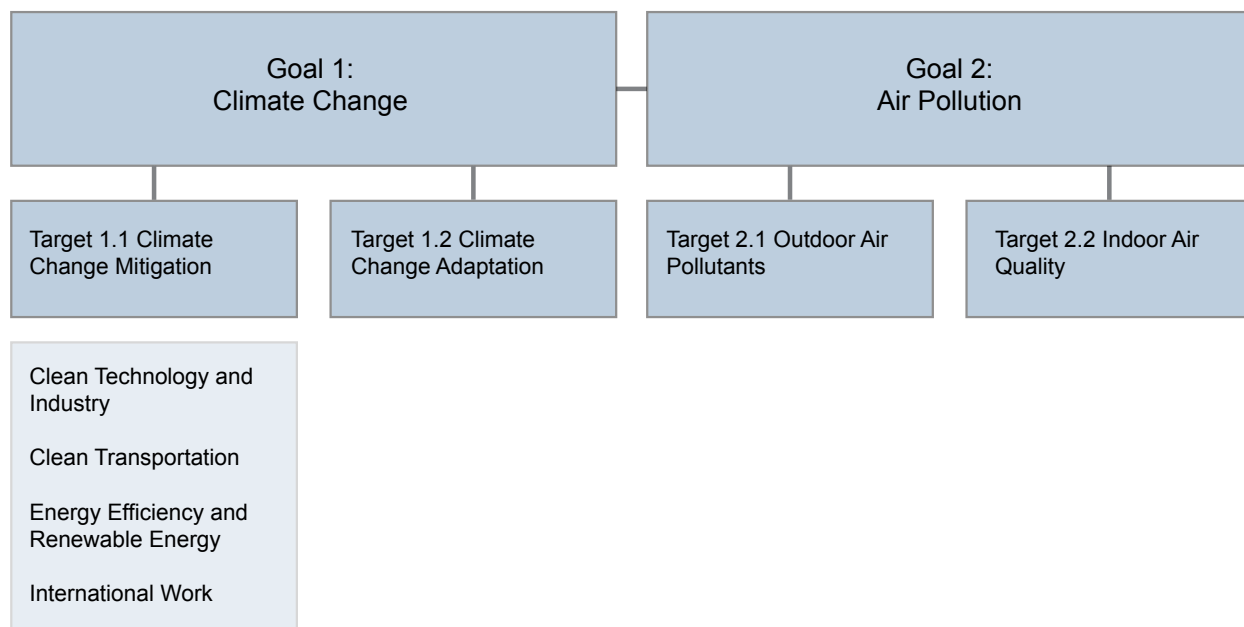 Goal 1:
Climate Change
Goal 2:
Air Pollution
Target 1.1 Climate
Change Mitigation
Target 1.2 Climate
Change Adaptation
Target 2.1 Outdoor Air
Pollutants
Target 2.2 Indoor Air
Quality
Clean Technology and
Industry
Clean Transportation
Energy Efficiency and
Renewable Energy
International Work